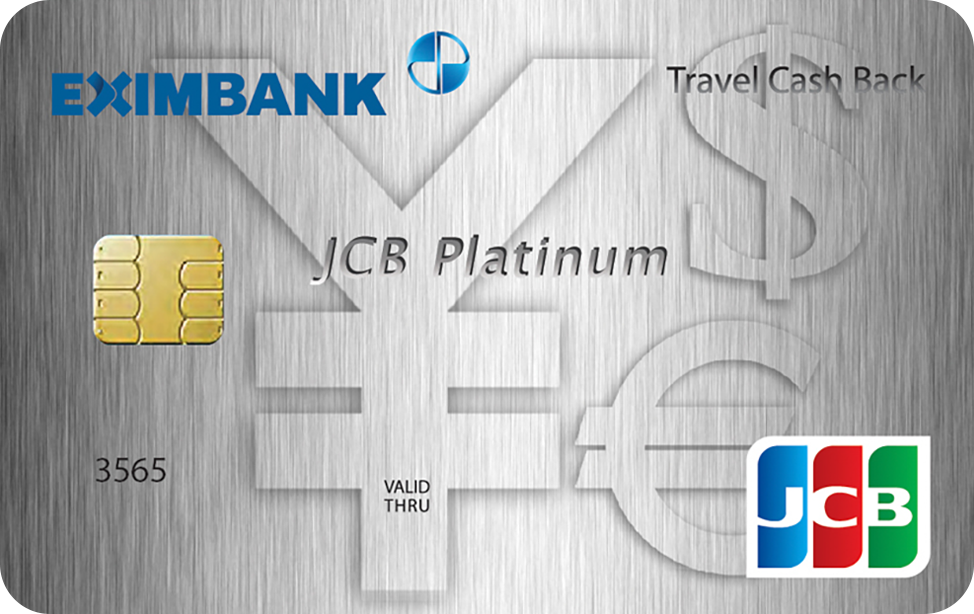 EXIMBANK
Travel Cash Back
JCB Platinum
3565
VALID
THRU
JCB